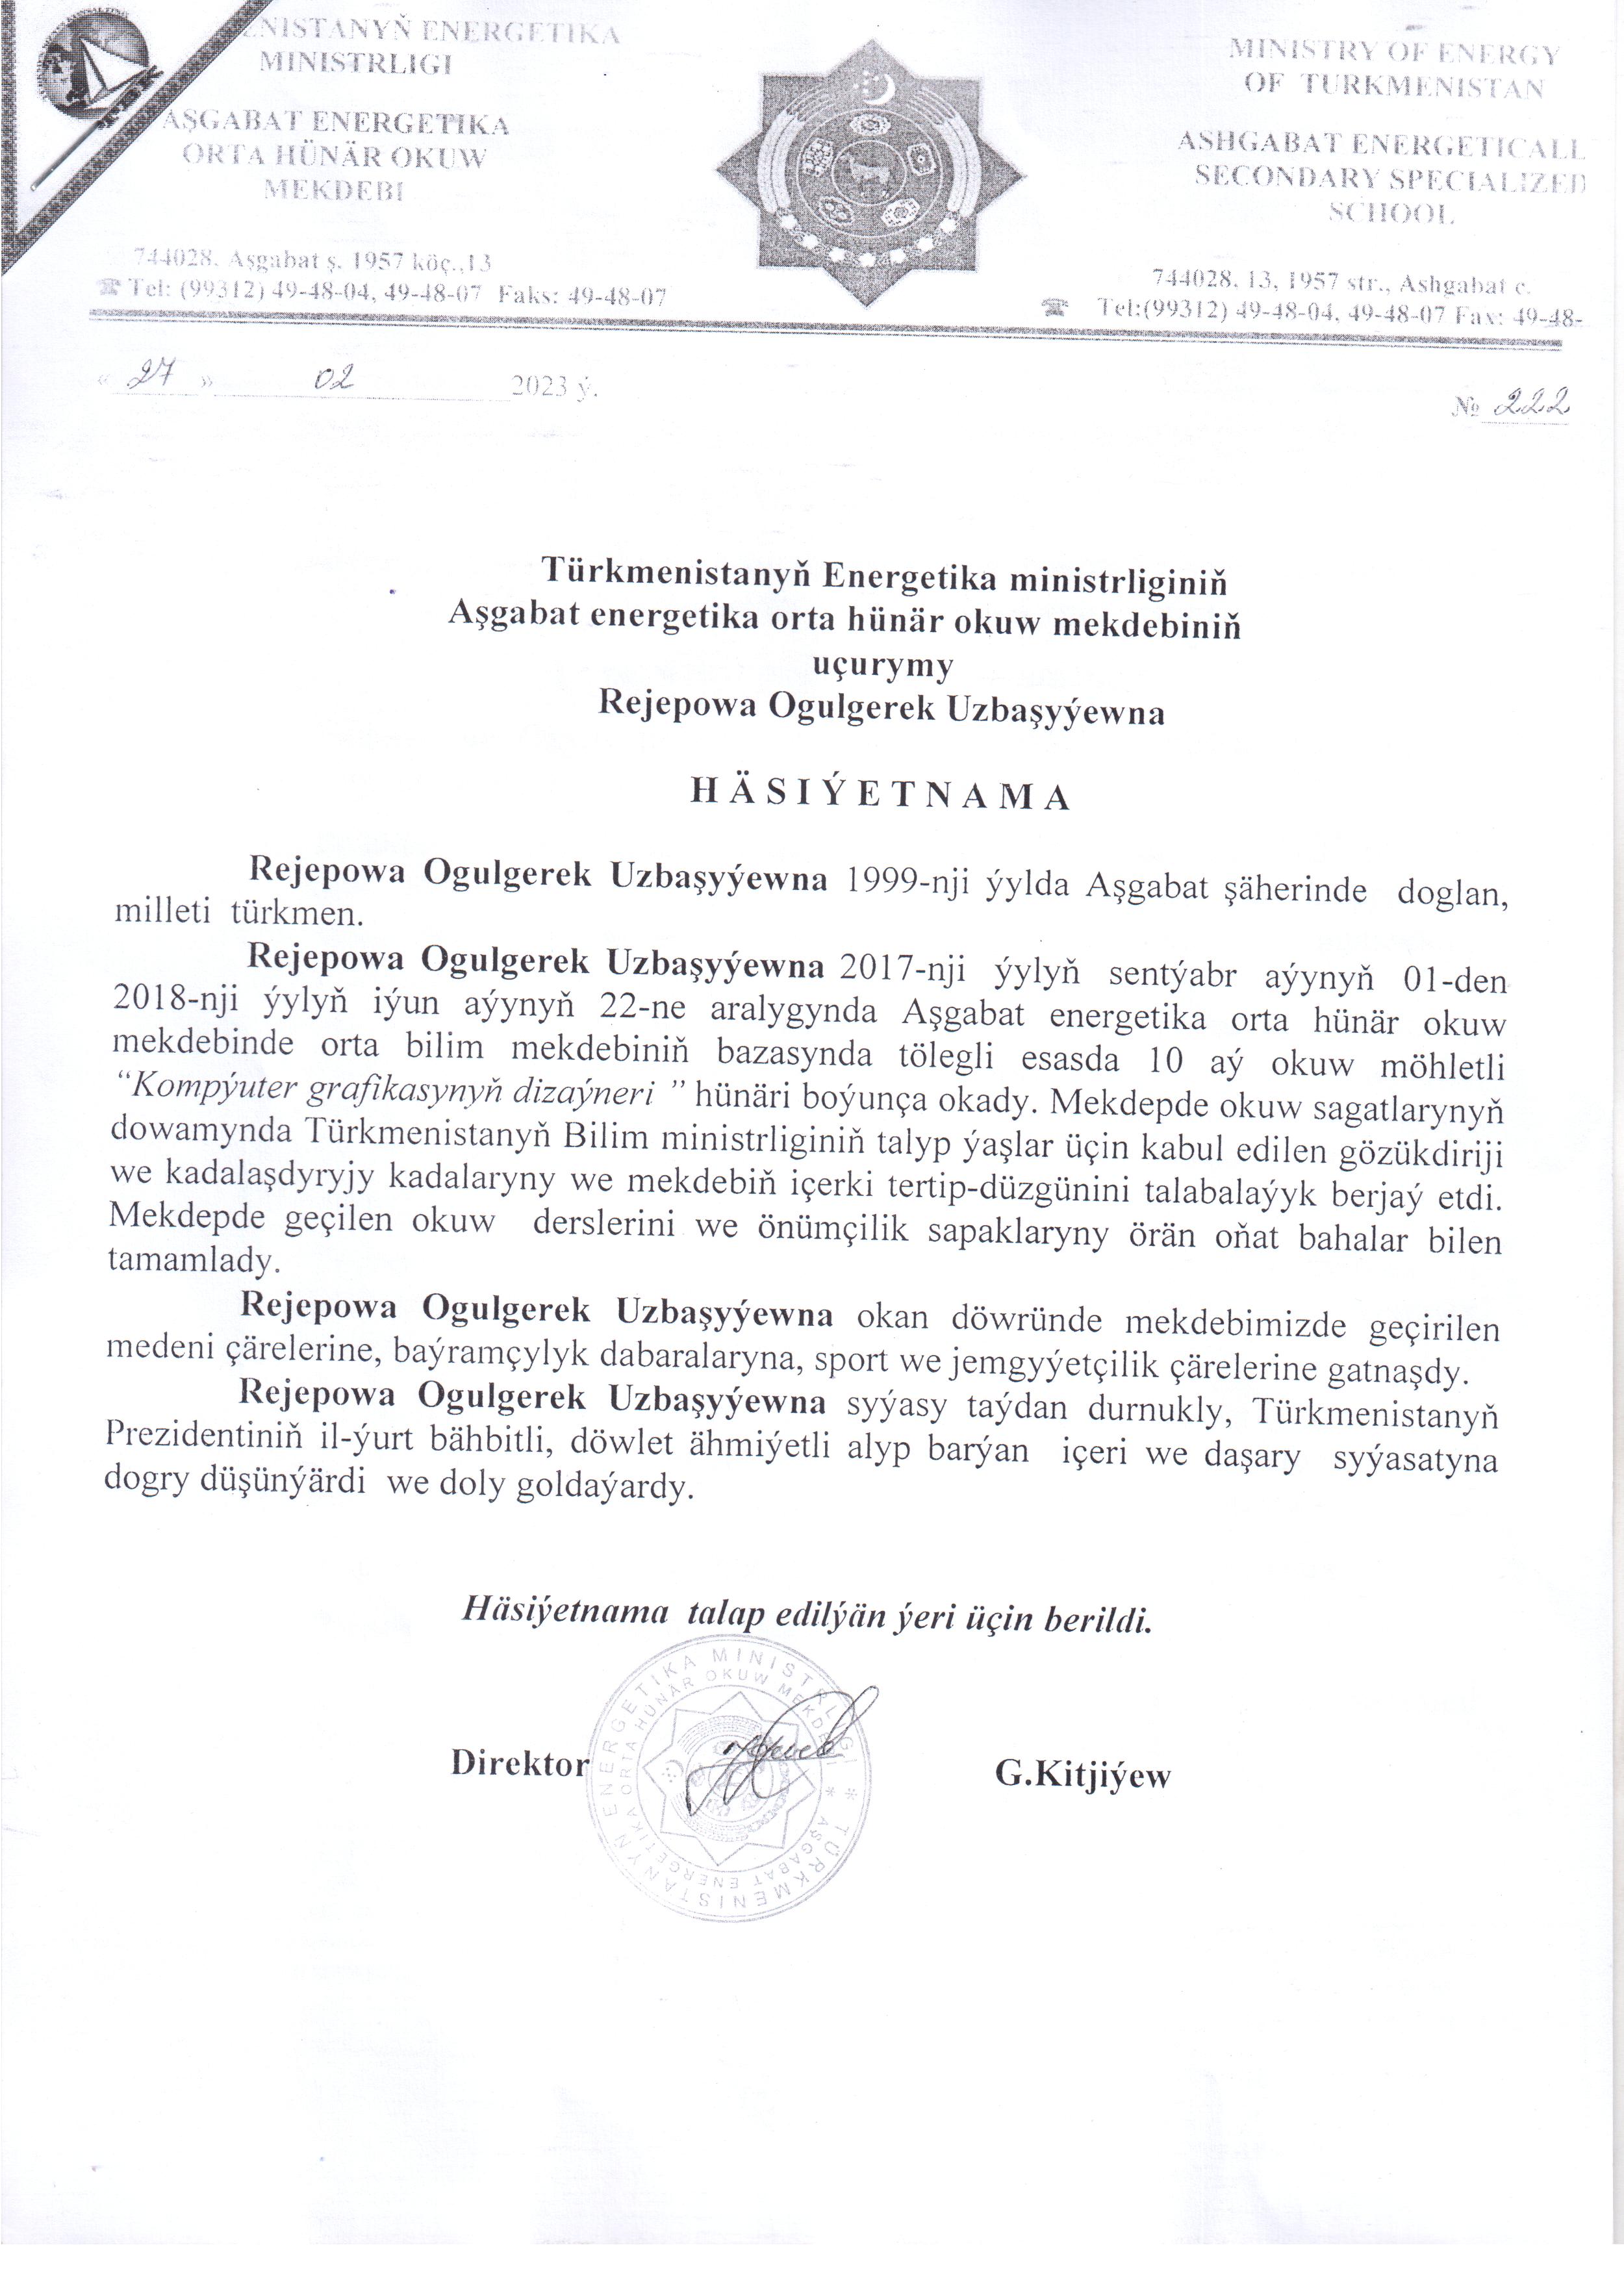 ENISTANYŇ ENERGETIKA
MINISTRLIGI
AŞGABAT ENERGETIKA
ORTA HÜNÄR OKUW
MEKDEBI
744028. Aşgabat ş. 1957 köç.,13
☎ Tel: (99312) 49-48-04, 49-48-07 Faks: 49-48-07
MINISTRY OF ENERGY
OF TURKMENISTAN
ASHGABAT ENERGETICALL
SECONDARY SPECIALIZED
SCHOOL
744028. 13, 1957 str., Ashgabat c.
☎ Tel:(99312) 49-48-04, 49-48-07 Fax: 49-48-
« 27 » 02 2023 ý.
№ 222
Türkmenistanyň Energetika ministrliginiň
Aşgabat energetika orta hünär okuw mekdebiniň
uçurymy
Rejepowa Ogulgerek Uzbaşyýewna
H Ä S I Ý E T N A M A
Rejepowa Ogulgerek Uzbaşyýewna 1999-nji ýylda Aşgabat şäherinde doglan,
milleti türkmen.
Rejepowa Ogulgerek Uzbaşyýewna 2017-nji ýylyň sentýabr aýynyň 01-den
2018-nji ýylyň iýun aýynyň 22-ne aralygynda Aşgabat energetika orta hünär okuw
mekdebinde orta bilim mekdebiniň bazasynda tölegli esasda 10 aý okuw möhletli
“Kompýuter grafikasynyň dizaýneri ” hünäri boýunça okady. Mekdepde okuw sagatlarynyň
dowamynda Türkmenistanyň Bilim ministrliginiň talyp ýaşlar üçin kabul edilen gözükdiriji
we kadalaşdyryjy kadalaryny we mekdebiň içerki tertip-düzgünini talabalaýyk berjaý etdi.
Mekdepde geçilen okuw derslerini we önümçilik sapaklaryny örän oňat bahalar bilen
tamamlady.
Rejepowa Ogulgerek Uzbaşyýewna okan döwründe mekdebimizde geçirilen
medeni çärelerine, baýramçylyk dabaralaryna, sport we jemgyýetçilik çärelerine gatnaşdy.
Rejepowa Ogulgerek Uzbaşyýewna syýasy taýdan durnukly, Türkmenistanyň
Prezidentiniň il-ýurt bähbitli, döwlet ähmiýetli alyp barýan içeri we daşary syýasatyna
dogry düşünýärdi we doly goldaýardy.
Häsiýetnama talap edilýän ýeri üçin berildi.
Direktor
G.Kitjiýew
TÜRKMENISTANYŇ ENERGETIKA MINISTRLIGI *
AŞGABAT ENERGETIKA ORTA HÜNÄR OKUW MEKDEBI *